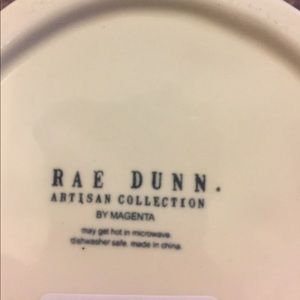 RAE DUNN.
ARTISAN COLLECTION
BY MAGENTA
may get hot in microwave.
dishwasher safe. made in china.